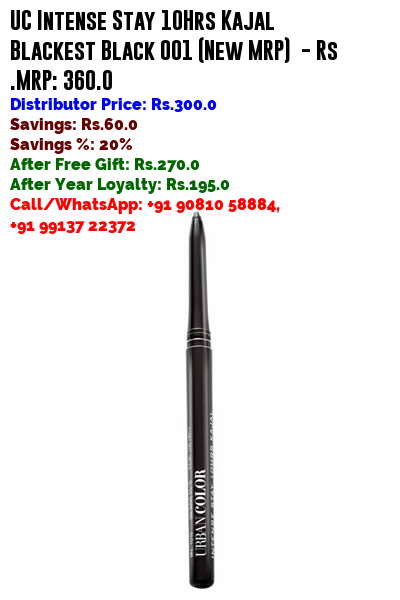 UC Intense Stay 10Hrs Kajal
Blackest Black 001 (New MRP) - Rs
.MRP: 360.0
Distributor Price: Rs.300.0
Savings: Rs.60.0
Savings %: 20%
After Free Gift: Rs.270.0
After Year Loyalty: Rs.195.0
Call/WhatsApp: +91 90810 58884,
+91 99137 22372
URBAN COLOR
INTENSE STAY 10HRS KAJAL